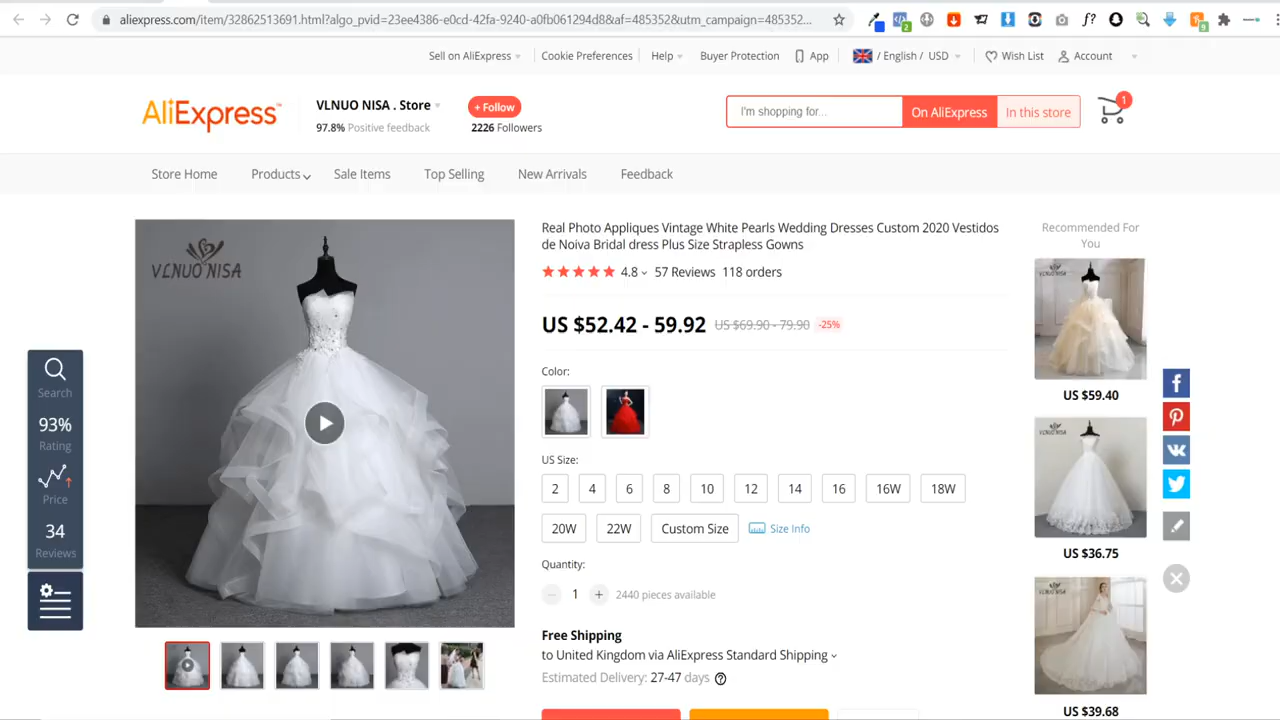 aliexpress.com/item/32862513691.html?algo_pvid=23ee4386-e0cd-42fa-9240-a0fb061294d8&af=485352&utm_campaign=485352...
Sell on AliExpress
Cookie Preferences
Help
Buyer Protection
App
/ English / USD
Wish List
Account
AliExpress™
VLNUO NISA . Store
97.8% Positive feedback
+ Follow
2226 Followers
I'm shopping for...
On AliExpress
In this store
1
Store Home
Products
Sale Items
Top Selling
New Arrivals
Feedback
VLNUO NISA
Real Photo Appliques Vintage White Pearls Wedding Dresses Custom 2020 Vestidos
de Noiva Bridal dress Plus Size Strapless Gowns
4.8
57 Reviews
118 orders
US $52.42 - 59.92
US $69.90 - 79.90
-25%
Color:
US Size:
2
4
6
8
10
12
14
16
16W
18W
20W
22W
Custom Size
Size Info
Quantity:
− 1 +
2440 pieces available
Free Shipping
to United Kingdom via AliExpress Standard Shipping
Estimated Delivery: 27-47 days
Search
93%
Rating
Price
34
Reviews
Recommended For
You
VLNUO NISA
US $59.40
VLNUO NISA
US $36.75
VLNUO NISA
US $39.68